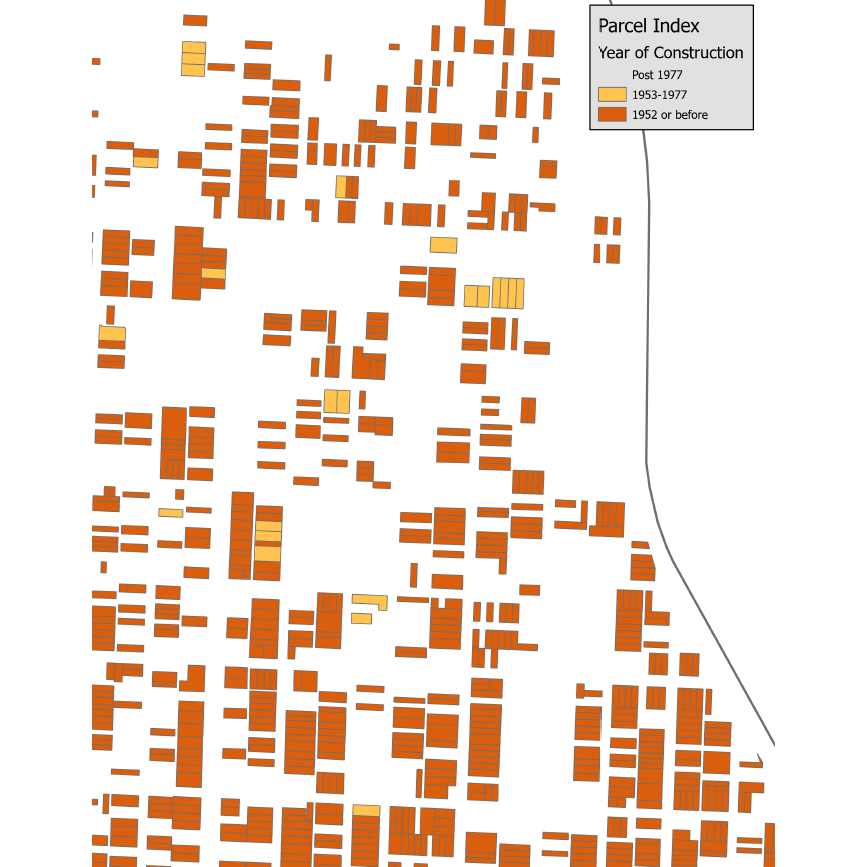 Parcel Index
Year of Construction
Post 1977
1953-1977
1952 or before